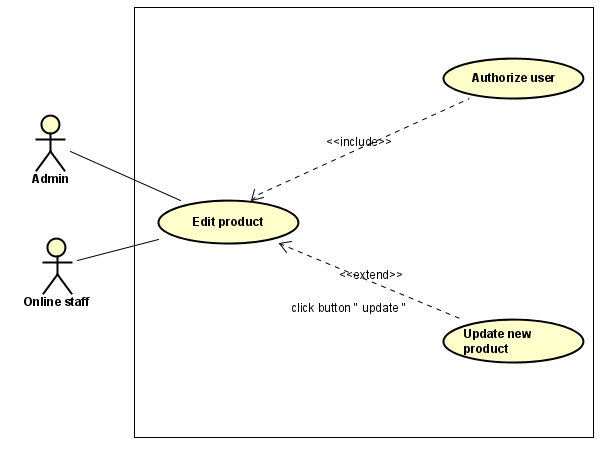 Authorize user
<<include>>
Admin
Edit product
Online staff
<<extend>>
click button " update "
Update new
product